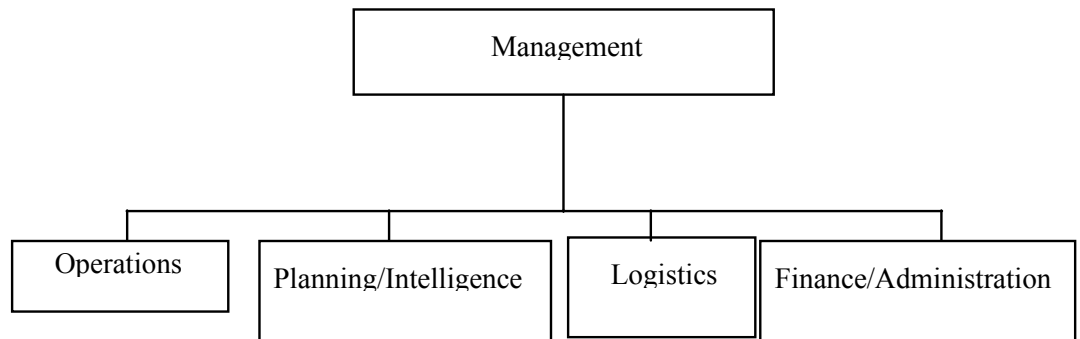 Management
Operations
Planning/Intelligence
Logistics
Finance/Administration